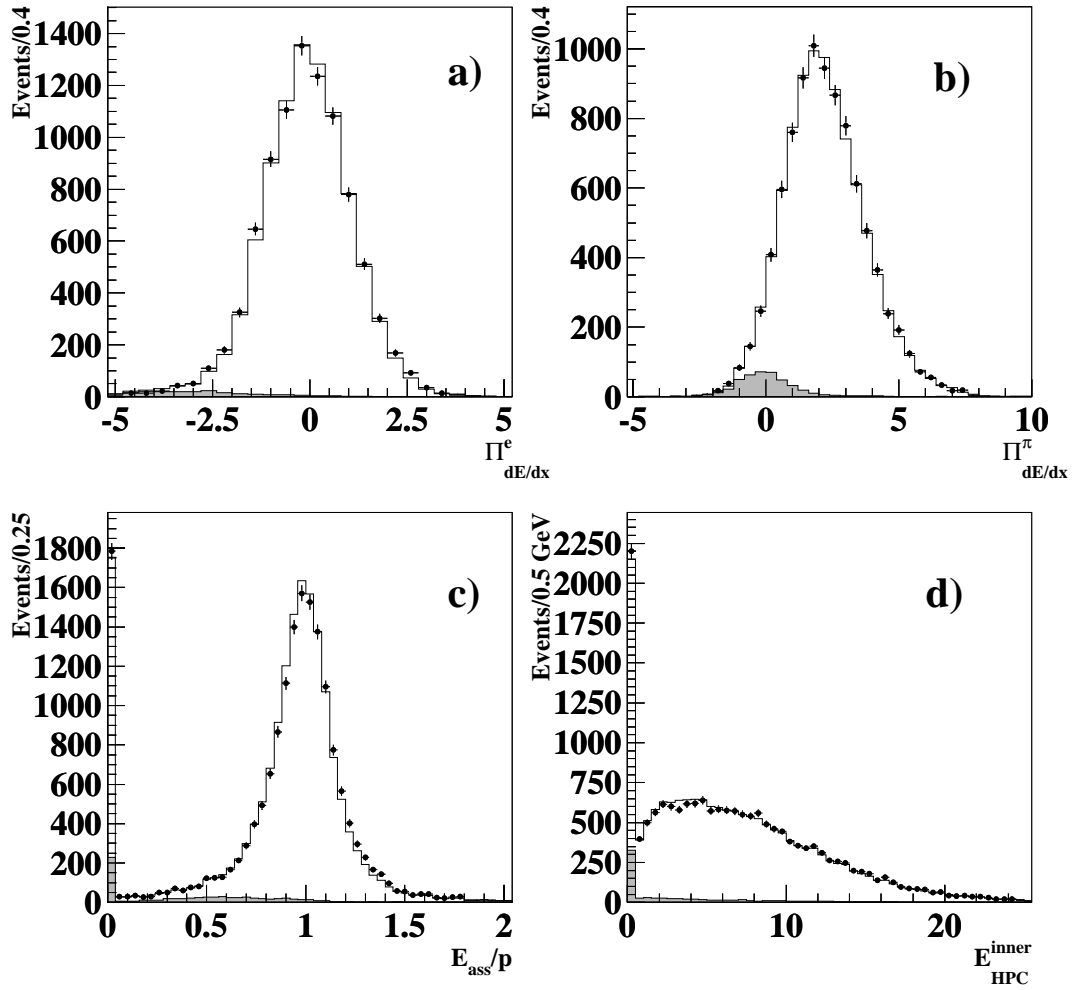 Events/0.4
a)
1400
1200
1000
800
600
400
200
0
-5 -2.5 0 2.5 5
Π^e_dE/dx
Events/0.4
b)
1000
800
600
400
200
0
-5 0 5 10
Π^π_dE/dx
Events/0.25
c)
1800
1600
1400
1200
1000
800
600
400
200
0
0 0.5 1 1.5 2
E_ass/p
Events/0.5 GeV
d)
2250
2000
1750
1500
1250
1000
750
500
250
0
0 10 20
E^inner_HPC